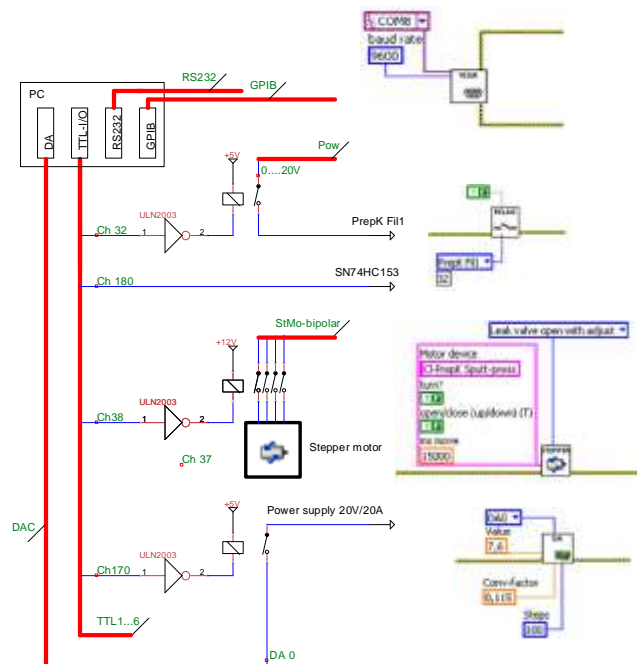 PC
DA
TTL-I/O
RS232
GPIB
RS232
GPIB
COM8
baud rate
9600
+5V
Pow
0....20V
ULN2003
Ch 32
1
2
PrepK Fil1
PrepK Fil1
32
Ch 180
SN74HC153
StMo-bipolar
+12V
ULN2003
Ch38
1
2
Ch 37
Stepper motor
Leak valve open with adjust
Motor device
turn?
open/close (up/down) (T)
15000
STEPPER
+5V
Power supply 20V/20A
DAC
ULN2003
Ch170
1
2
TTL1...6
DA 0
DA0
Value
7,6
Conv-factor
0,115
Steps
100